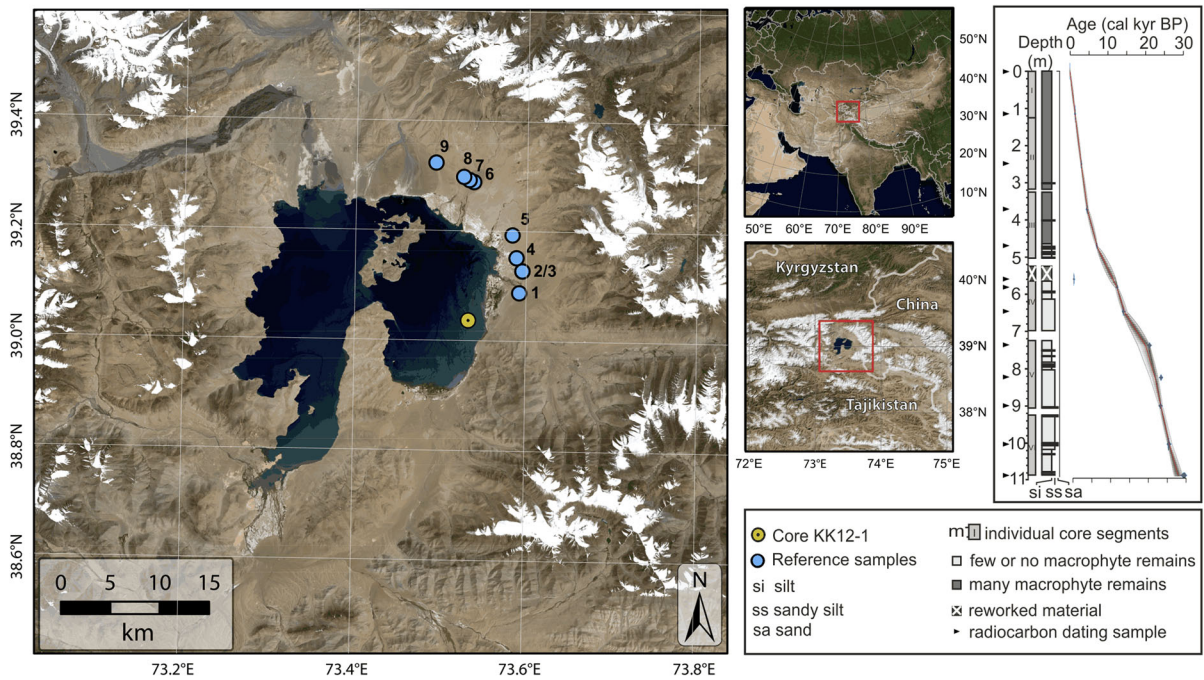 39.4°N
39.2°N
39.0°N
38.8°N
38.6°N
9
8
7
6
5
4
2/3
1
0 5 10 15
km
N
73.2°E 73.4°E 73.6°E 73.8°E
50°N
40°N
30°N
20°N
10°N
50°E 60°E 70°E 80°E 90°E
Kyrgyzstan
China
Tajikistan
40°N
39°N
38°N
72°E 73°E 74°E 75°E
Age (cal kyr BP)
Depth 0 10 20 30
(m)
0
1
2
3
4
5
6
7
8
9
10
11
I
II
III
IV
V
V
si ss sa
Core KK12-1
Reference samples
si silt
ss sandy silt
sa sand
m I individual core segments
few or no macrophyte remains
many macrophyte remains
reworked material
radiocarbon dating sample